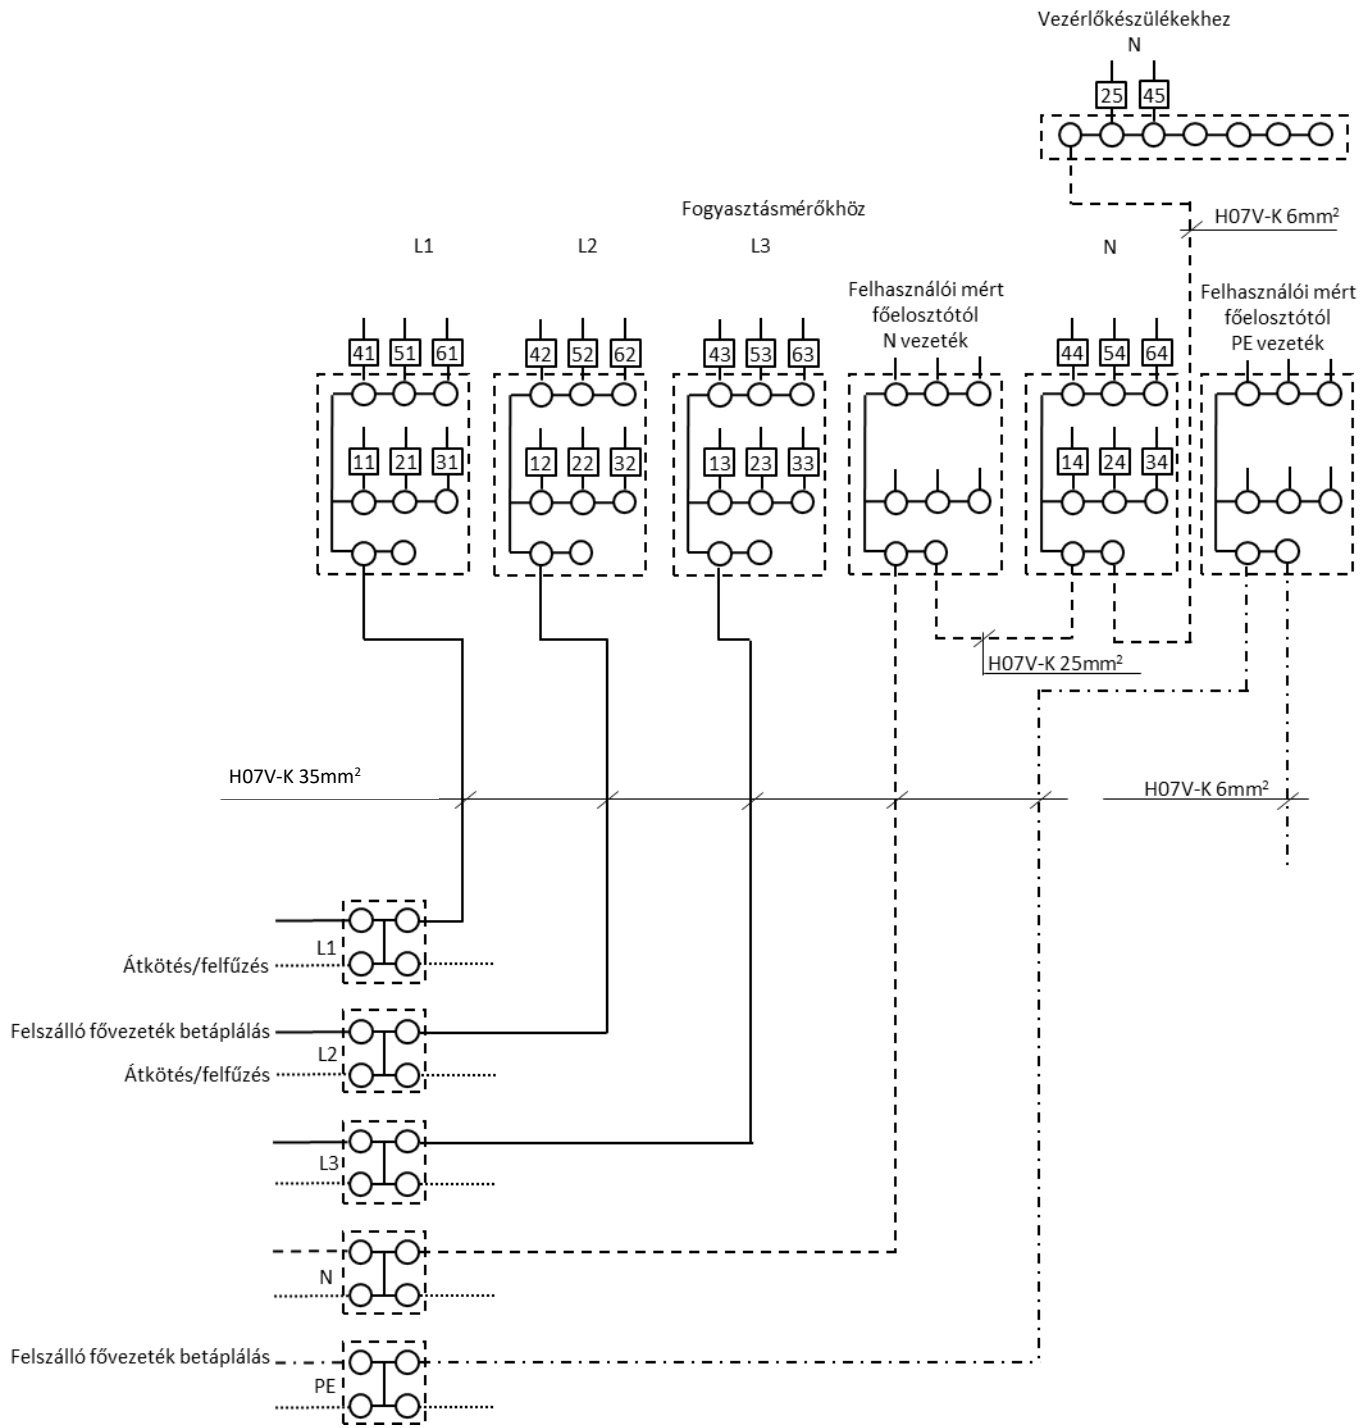 Vezérlőkészülékekhez
N
25 45
H07V-K 6mm²
Fogyasztásmérőkhöz
L1 L2 L3 N
Felhasználói mért
főelosztótól
N vezeték
Felhasználói mért
főelosztótól
PE vezeték
41 51 61 42 52 62 43 53 63 44 54 64
11 21 31 12 22 32 13 23 33 14 24 34
H07V-K 25mm²
H07V-K 35mm²
H07V-K 6mm²
L1
Átkötés/felfűzés
Felszálló fővezeték betáplálás
L2
Átkötés/felfűzés
L3
N
Felszálló fővezeték betáplálás
PE